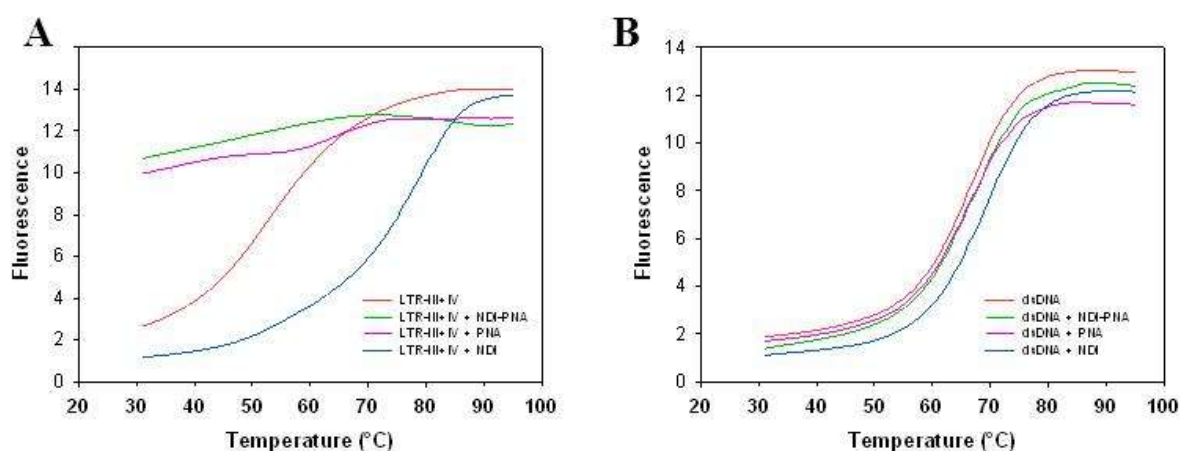 A
Fluorescence
14
12
10
8
6
4
2
0
LTR-III+IV
LTR-III+IV + NDI-PNA
LTR-III+IV + PNA
LTR-III+IV + NDI
20 30 40 50 60 70 80 90 100
Temperature (°C)
B
Fluorescence
14
12
10
8
6
4
2
0
dsDNA
dsDNA + NDI-PNA
dsDNA + PNA
dsDNA + NDI
20 30 40 50 60 70 80 90 100
Temperature (°C)